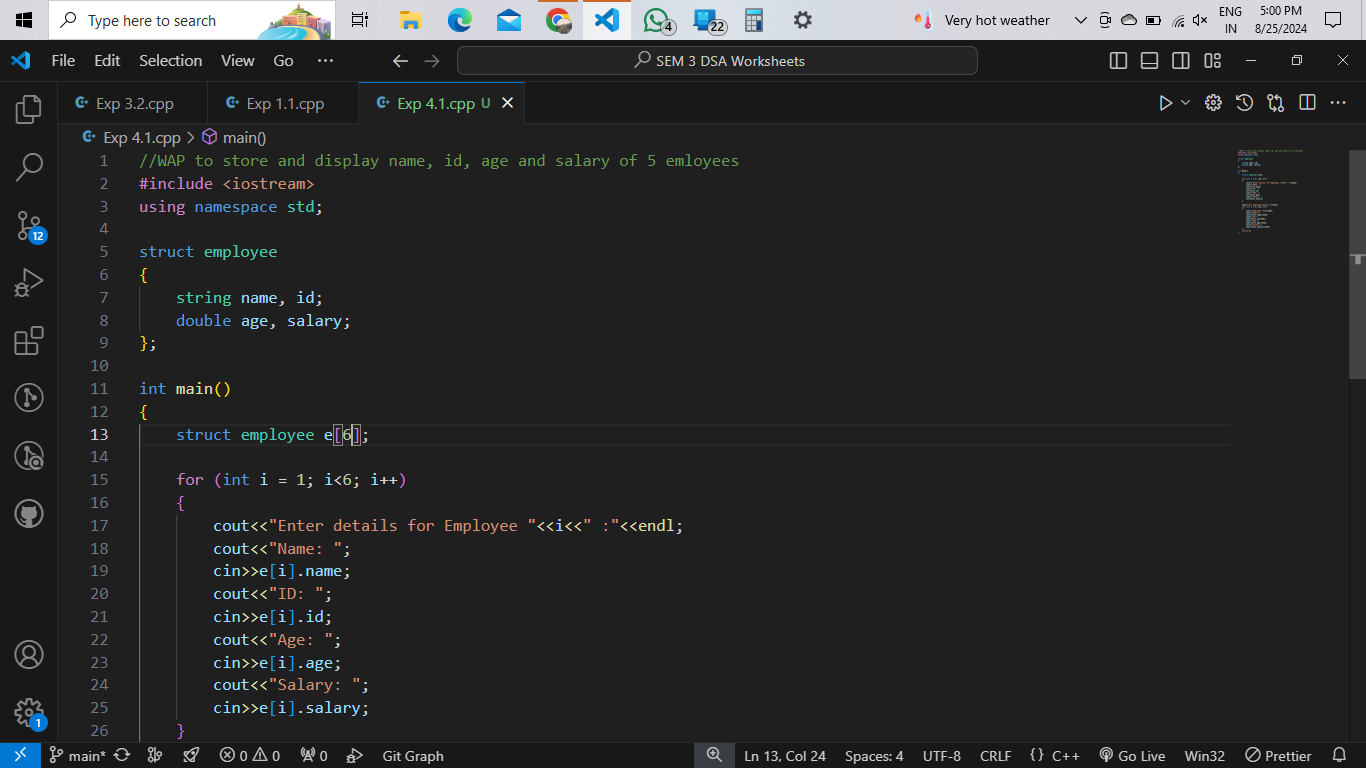 Type here to search
4
22
Very hot weather
ENG
IN
5:00 PM
8/25/2024
File Edit Selection View Go ···
SEM 3 DSA Worksheets
Exp 3.2.cpp
Exp 1.1.cpp
Exp 4.1.cpp U
Exp 4.1.cpp > main()
1 //WAP to store and display name, id, age and salary of 5 emloyees
2 #include <iostream>
3 using namespace std;
4
5 struct employee
6 {
7 string name, id;
8 double age, salary;
9 };
10
11 int main()
12 {
13 struct employee e[6];
14
15 for (int i = 1; i<6; i++)
16 {
17 cout<<"Enter details for Employee "<<i<<" :"<<endl;
18 cout<<"Name: ";
19 cin>>e[i].name;
20 cout<<"ID: ";
21 cin>>e[i].id;
22 cout<<"Age: ";
23 cin>>e[i].age;
24 cout<<"Salary: ";
25 cin>>e[i].salary;
26 }
12
1
main* 0 0 0 Git Graph Ln 13, Col 24 Spaces: 4 UTF-8 CRLF {} C++ Go Live Win32 Prettier